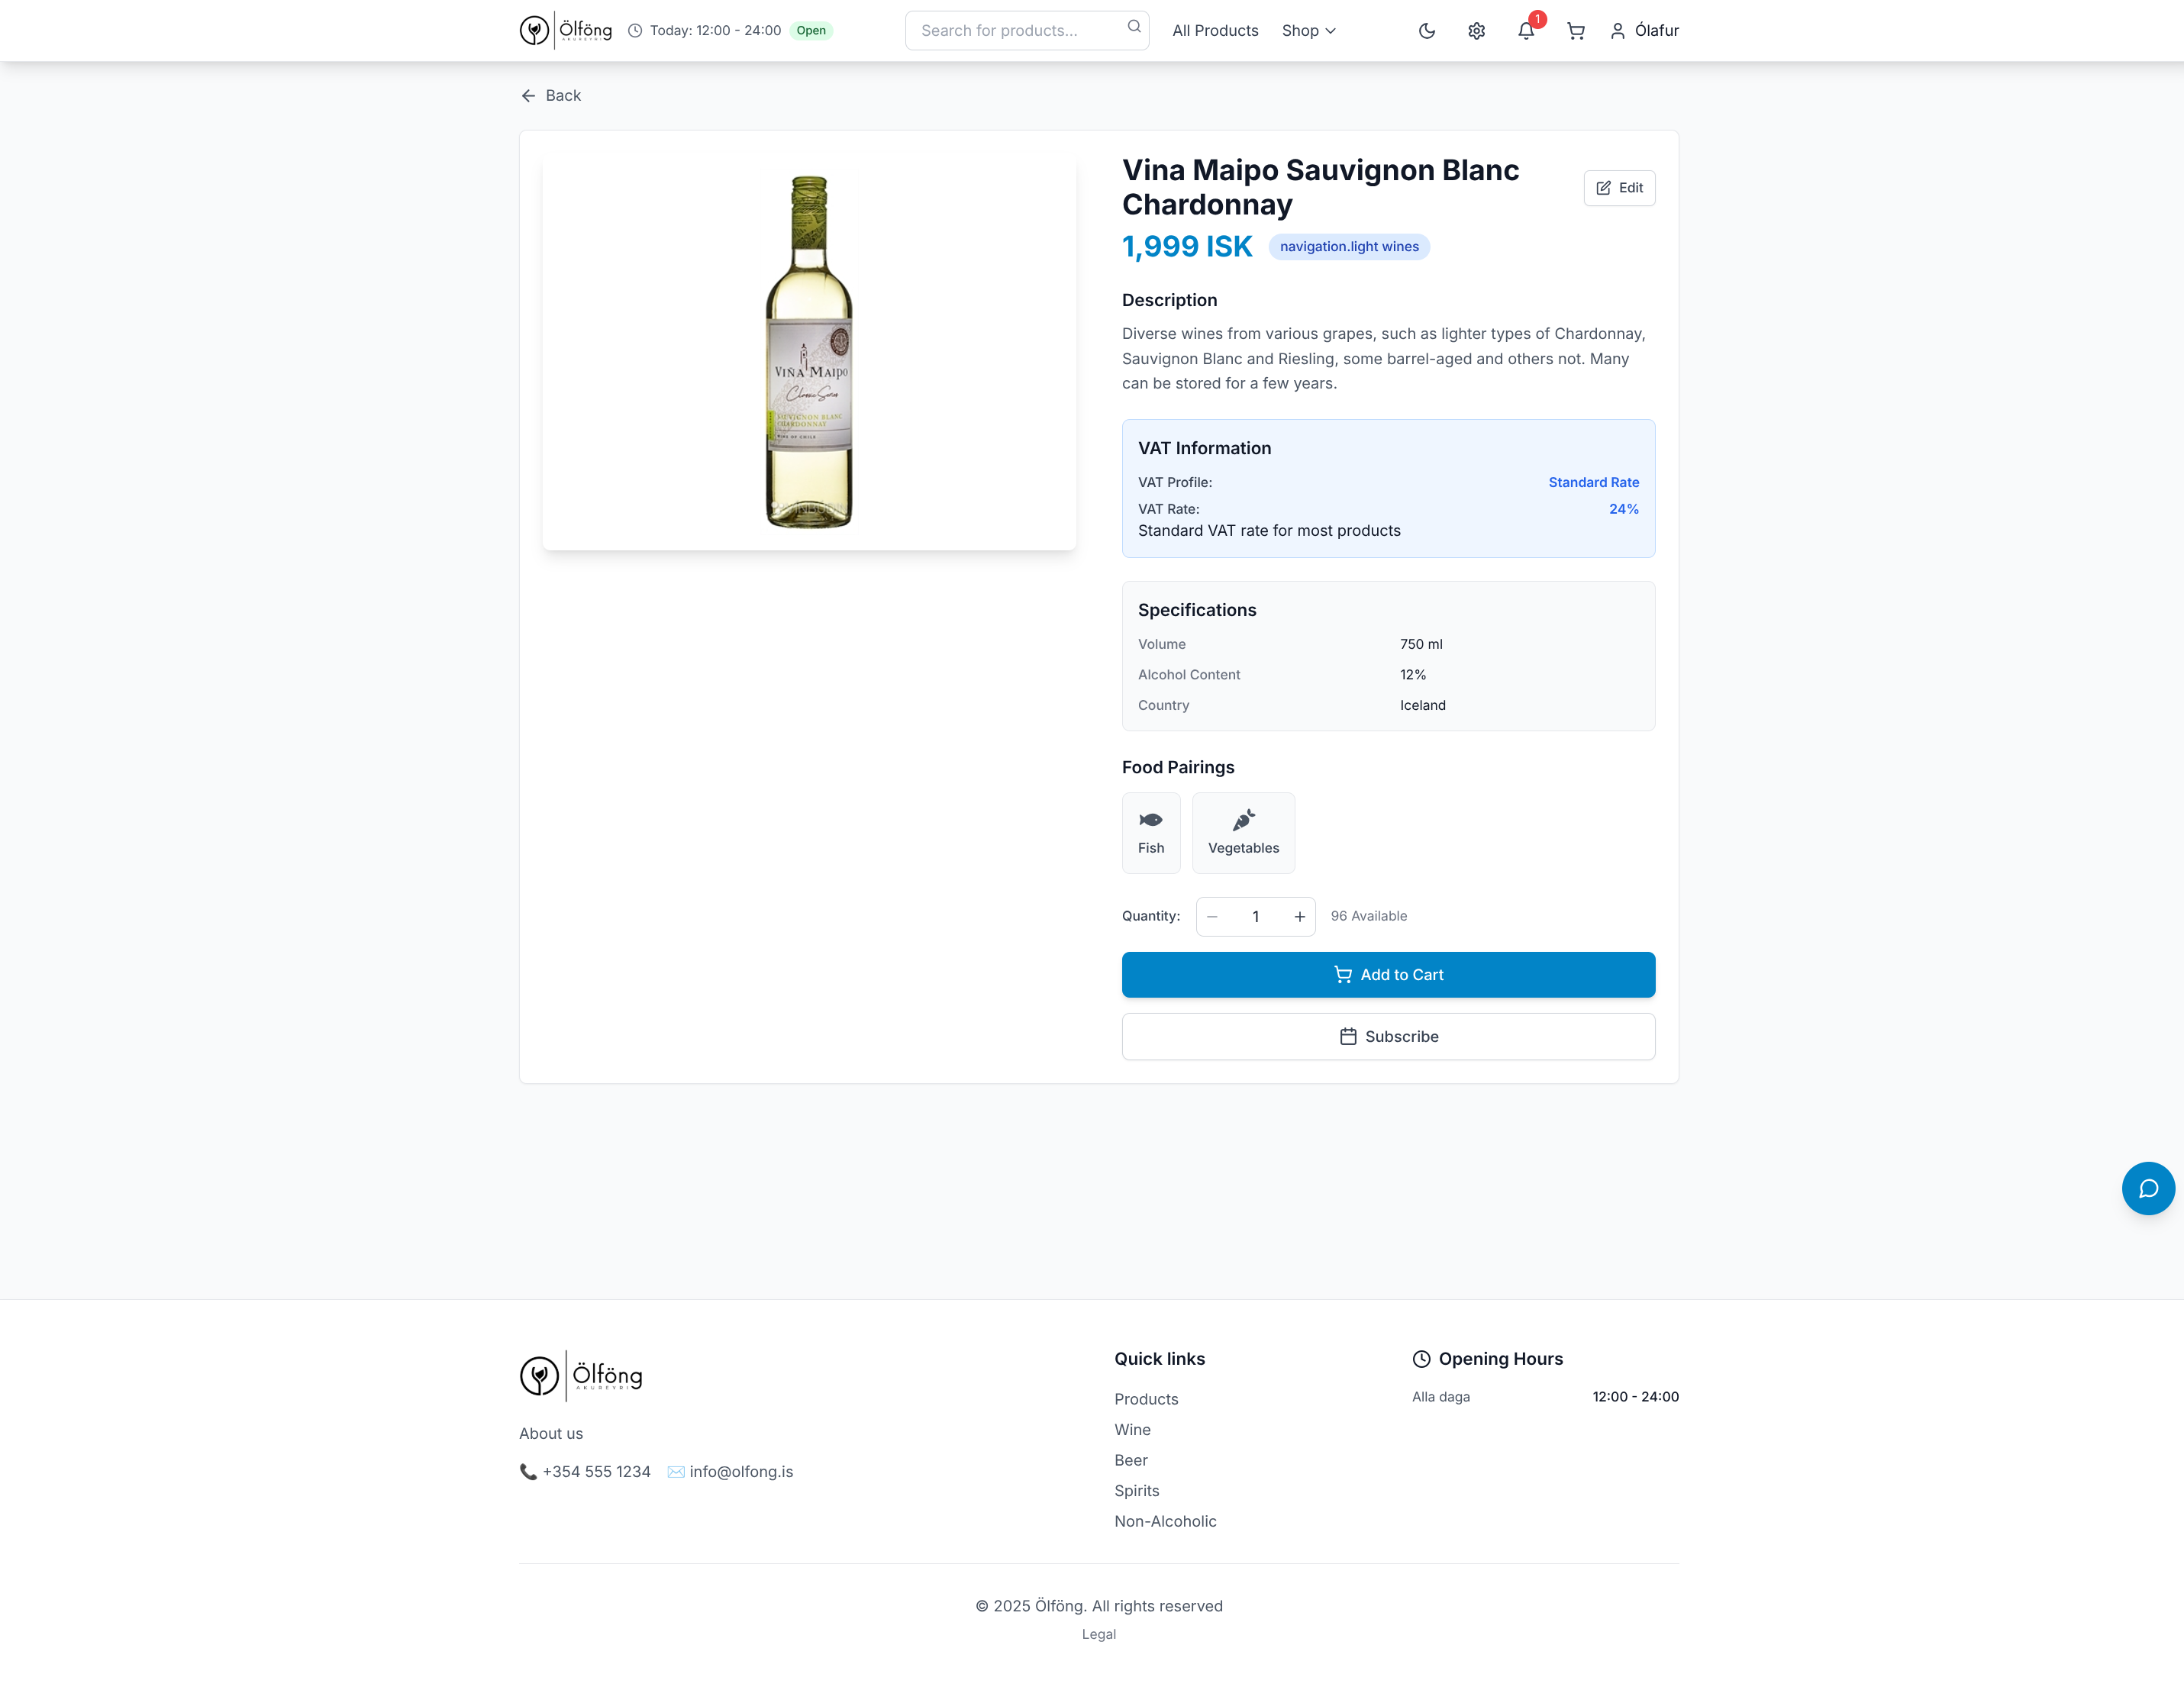 Ölföng
AKUREYRI
Today: 12:00 - 24:00
Open
Search for products...
All Products
Shop
1
Ólafur
Back
VIÑA MAIPO
SAUVIGNON BLANC
CHARDONNAY
WINE OF CHILE
Vina Maipo Sauvignon Blanc
Chardonnay
Edit
1,999 ISK
navigation.light wines
Description
Diverse wines from various grapes, such as lighter types of Chardonnay,
Sauvignon Blanc and Riesling, some barrel-aged and others not. Many
can be stored for a few years.
VAT Information
VAT Profile: Standard Rate
VAT Rate: 24%
Standard VAT rate for most products
Specifications
Volume 750 ml
Alcohol Content 12%
Country Iceland
Food Pairings
Fish
Vegetables
Quantity: 1 96 Available
Add to Cart
Subscribe
Ölföng
AKUREYRI
About us
+354 555 1234 info@olfong.is
Quick links
Products
Wine
Beer
Spirits
Non-Alcoholic
Opening Hours
Alla daga 12:00 - 24:00
© 2025 Ölföng. All rights reserved
Legal